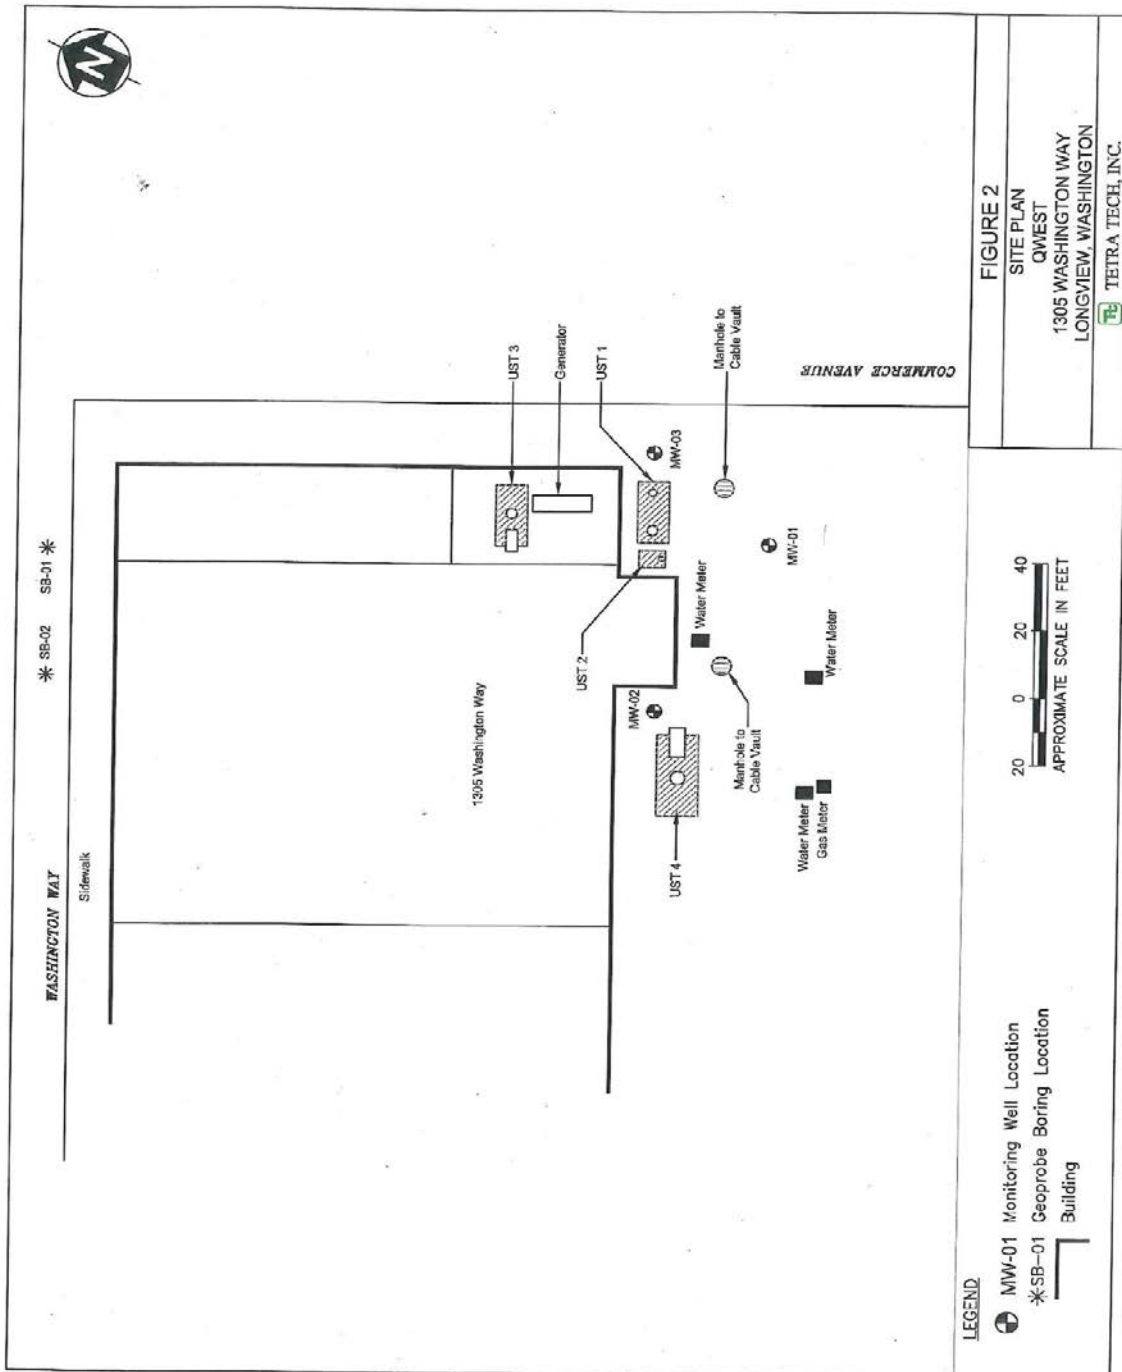 N
WASHINGTON WAY
SB-02
SB-01
Sidewalk
1305 Washington Way
UST 3
Generator
UST 1
UST 2
MW-03
MW-02
MW-01
Manhole to
Cable Vault
Water Meter
Manhole to
Cable Vault
Water Meter
UST 4
Water Meter
Gas Meter
COMMERCE AVENUE
LEGEND
MW-01 Monitoring Well Location
SB-01 Geoprobe Boring Location
Building
20 0 20 40
APPROXIMATE SCALE IN FEET
FIGURE 2
SITE PLAN
QWEST
1305 WASHINGTON WAY
LONGVIEW, WASHINGTON
Tt TETRA TECH, INC.